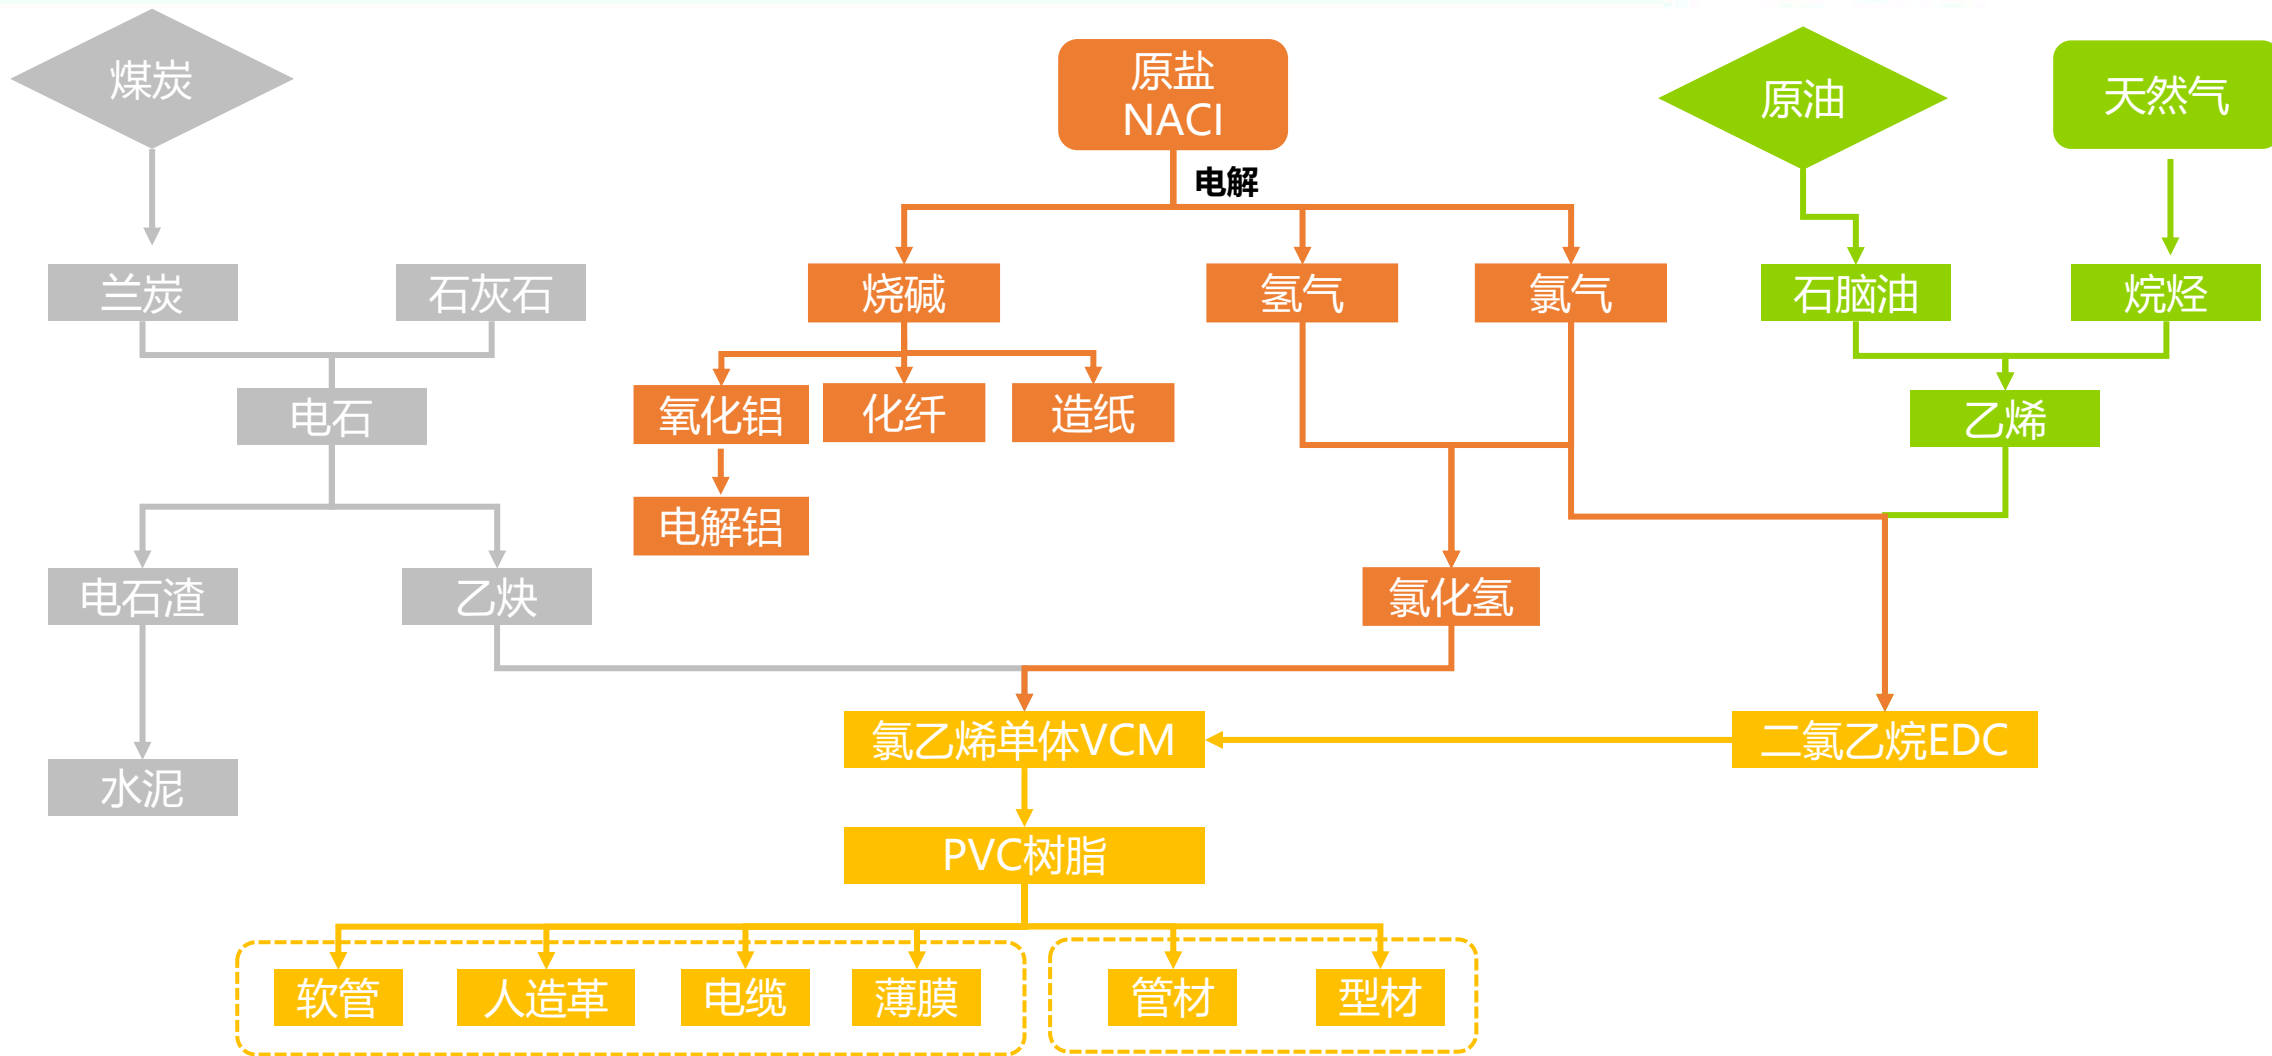 煤炭
原盐
NACl
原油
天然气
电解
兰炭
石灰石
烧碱
氢气
氯气
石脑油
烷烃
电石
氧化铝
化纤
造纸
乙烯
电解铝
电石渣
乙炔
氯化氢
氯乙烯单体VCM
二氯乙烷EDC
水泥
PVC树脂
软管
人造革
电缆
薄膜
管材
型材